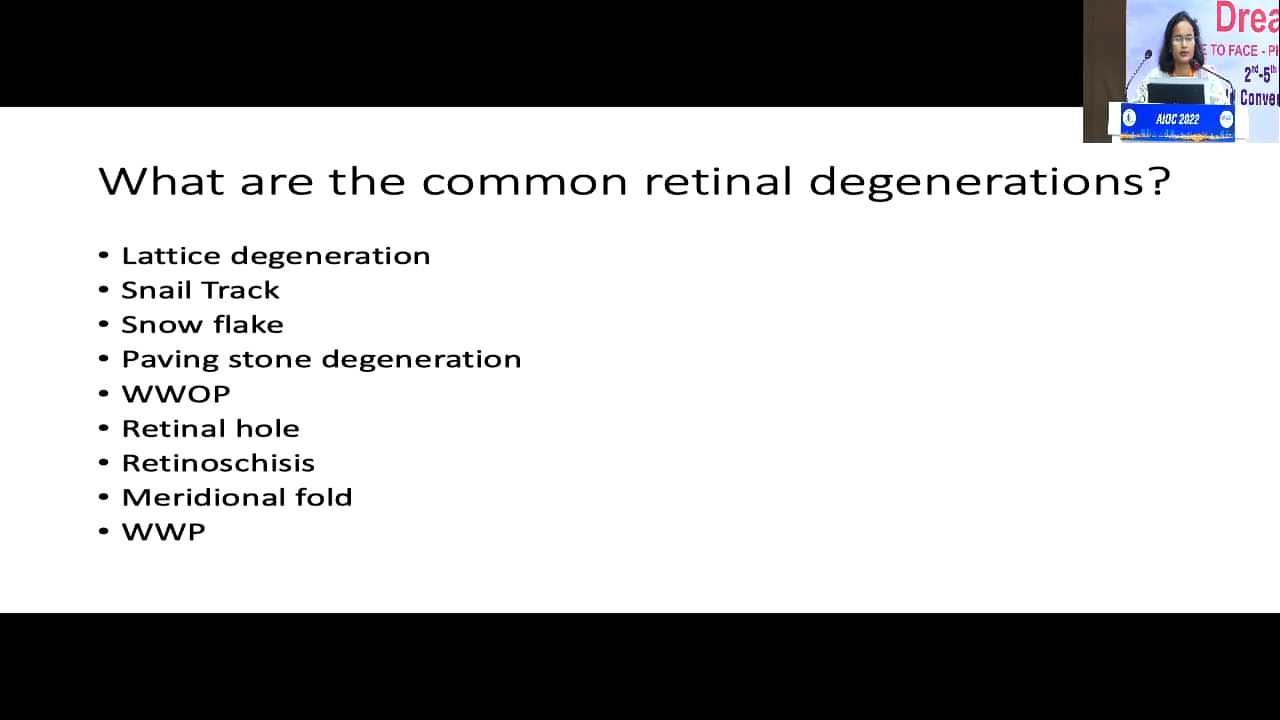 What are the common retinal degenerations?
• Lattice degeneration
• Snail Track
• Snow flake
• Paving stone degeneration
• WWOP
• Retinal hole
• Retinoschisis
• Meridional fold
• WWP
Drea
E TO FACE - P
2nd-5th
Conve
AIOC 2022